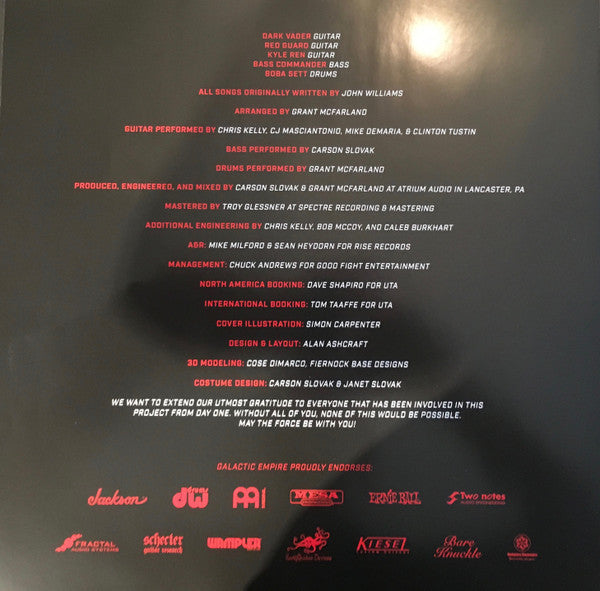 DARK VADER GUITAR
RED GUARD GUITAR
KYLE REN GUITAR
BASS COMMANDER BASS
BOBA SETT DRUMS
ALL SONGS ORIGINALLY WRITTEN BY JOHN WILLIAMS
ARRANGED BY GRANT MCFARLAND
GUITAR PERFORMED BY CHRIS KELLY, CJ MASCIANTONIO, MIKE DEMARIA, & CLINTON TUSTIN
BASS PERFORMED BY CARSON SLOVAK
DRUMS PERFORMED BY GRANT MCFARLAND
PRODUCED, ENGINEERED, AND MIXED BY CARSON SLOVAK & GRANT MCFARLAND AT ATRIUM AUDIO IN LANCASTER, PA
MASTERED BY TROY GLESSNER AT SPECTRE RECORDING & MASTERING
ADDITIONAL ENGINEERING BY CHRIS KELLY, BOB MCCOY, AND CALEB BURKHART
A&R: MIKE MILFORD & SEAN HEYDORN FOR RISE RECORDS
MANAGEMENT: CHUCK ANDREWS FOR GOOD FIGHT ENTERTAINMENT
NORTH AMERICA BOOKING: DAVE SHAPIRO FOR UTA
INTERNATIONAL BOOKING: TOM TAAFFE FOR UTA
COVER ILLUSTRATION: SIMON CARPENTER
DESIGN & LAYOUT: ALAN ASHCRAFT
3D MODELING: COSE DIMARCO, FIERNOCK BASE DESIGNS
COSTUME DESIGN: CARSON SLOVAK & JANET SLOVAK
WE WANT TO EXTEND OUR UTMOST GRATITUDE TO EVERYONE THAT HAS BEEN INVOLVED IN THIS
PROJECT FROM DAY ONE. WITHOUT ALL OF YOU, NONE OF THIS WOULD BE POSSIBLE.
MAY THE FORCE BE WITH YOU!
GALACTIC EMPIRE PROUDLY ENDORSES:
Jackson drums dw MESA ERNIE BALL Two notes
AUDIO ENGINEERING
FRACTAL AUDIO SYSTEMS schecter guitar research WAMPLER EarthQuaker Devices KIESEL CUSTOM GUITARS Bare Knuckle